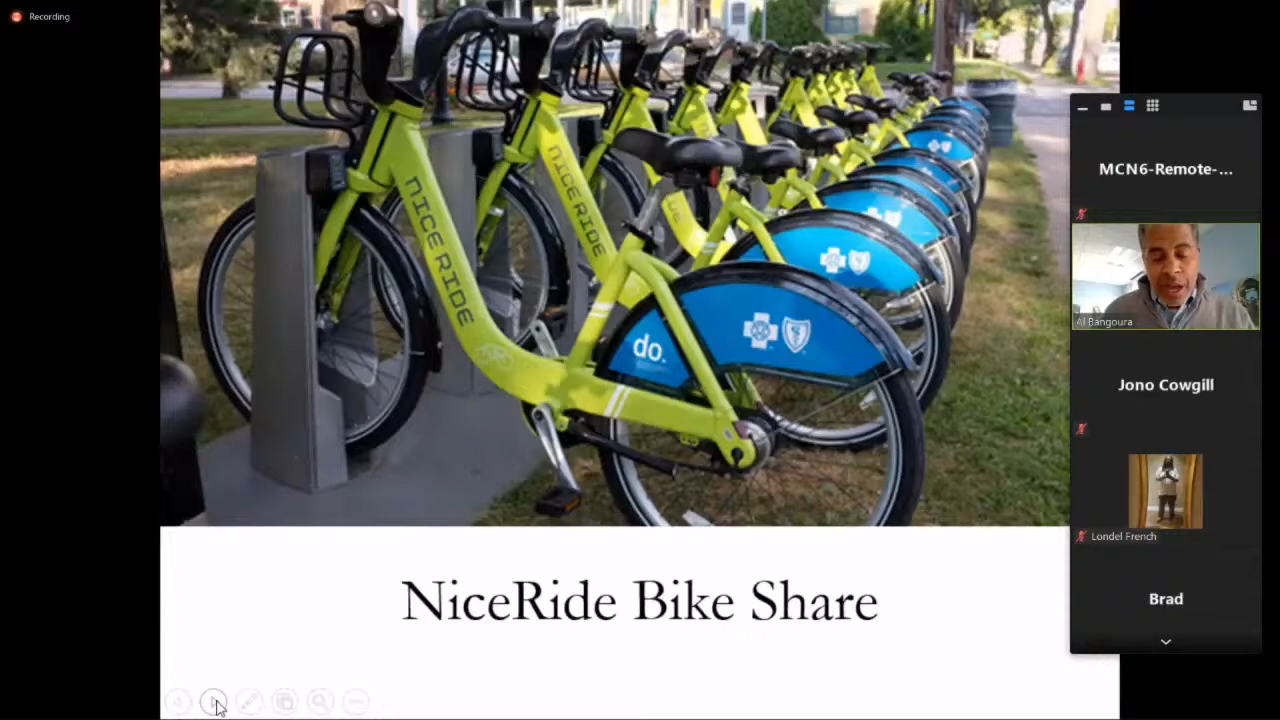 Recording
NICE RIDE
NICE RIDE
do.
NiceRide Bike Share
MCN6-Remote-...
Al Bangoura
Jono Cowgill
Londel French
Brad